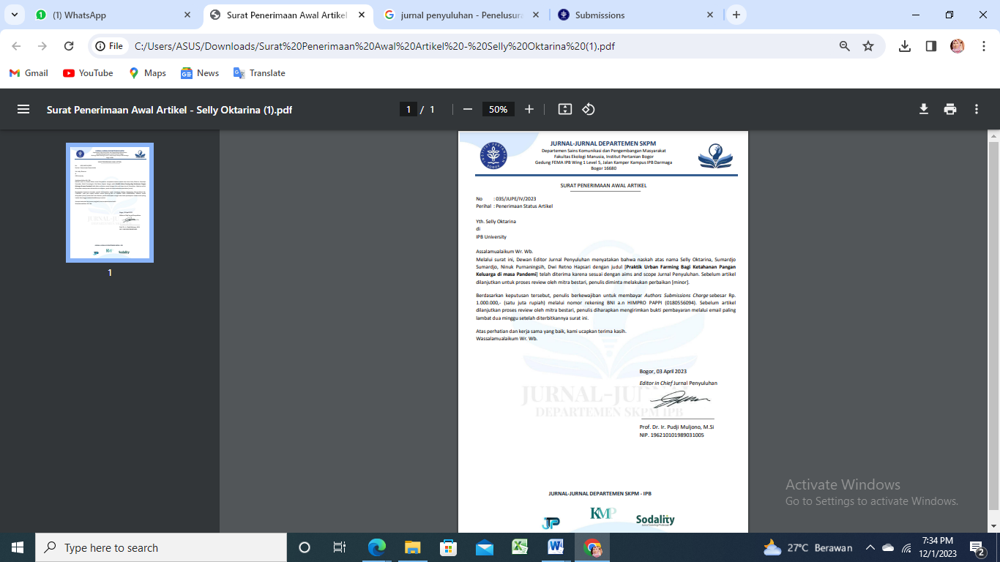 (1) WhatsApp
Surat Penerimaan Awal Artikel
jurnal penyuluhan - Penelusura
Submissions
File
C:/Users/ASUS/Downloads/Surat%20Penerimaan%20Awal%20Artikel%20-%20Selly%20Oktarina%20(1).pdf
Gmail
YouTube
Maps
News
Translate
Surat Penerimaan Awal Artikel - Selly Oktarina (1).pdf
1 / 1
50%
1
JURNAL-JURNAL DEPARTEMEN SKPM
Departemen Sains Komunikasi dan Pengembangan Masyarakat
Fakultas Ekologi Manusia, Institut Pertanian Bogor
Gedung FEMA IPB Wing 1 Level 5, Jalan Kamper Kampus IPB Darmaga
Bogor 16680
SURAT PENERIMAAN AWAL ARTIKEL
No : 035/JUPE/IV/2023
Perihal : Penerimaan Status Artikel
Yth. Selly Oktarina
di
IPB University
Assalamualaikum Wr. Wb.
Melalui surat ini, Dewan Editor Jurnal Penyuluhan menyatakan bahwa naskah atas nama Selly Oktarina, Sumardjo
Sumardjo, Ninuk Purnaningsih, Dwi Retno Hapsari dengan judul [Praktik Urban Farming Bagi Ketahanan Pangan
Keluarga di masa Pandemi] telah diterima karena sesuai dengan aims and scope Jurnal Penyuluhan. Sebelum artikel
dilanjutkan untuk proses review oleh mitra bestari, penulis diminta melakukan perbaikan [minor].
Berdasarkan keputusan tersebut, penulis berkewajiban untuk membayar Authors Submissions Charge sebesar Rp.
1.000.000,- (satu juta rupiah) melalui nomor rekening BNI a.n HIMPRO PAPPI (0180556094). Sebelum artikel
dilanjutkan proses review oleh mitra bestari, penulis diharapkan mengirimkan bukti pembayaran melalui email paling
lambat dua minggu setelah diterbitkannya surat ini.
Atas perhatian dan kerja sama yang baik, kami ucapkan terima kasih.
Wassalamualaikum Wr. Wb.
Bogor, 03 April 2023
Editor in Chief Jurnal Penyuluhan
JURNAL-JU
DEPARTEMEN SKPM IPB
Prof. Dr. Ir. Pudji Muljono, M.Si
NIP. 196210101989031005
JURNAL-JURNAL DEPARTEMEN SKPM - IPB
JTP
KMP
Sodality
Activate Windows
Go to Settings to activate Windows.
Type here to search
27°C Berawan
7:34 PM
12/1/2023
2